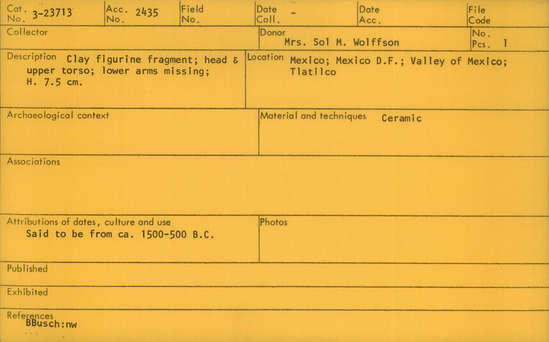 Cat. No. 3-23713 Acc. No. 2435 Field No. Date Coll. - Date Acc. File Code
Collector Donor Mrs. Sol M. Wolffson No. Pcs. 1
Description Clay figurine fragment; head &
upper torso; lower arms missing;
H. 7.5 cm.
Location Mexico; Mexico D.F.; Valley of Mexico;
Tlatilco
Archaeological context Material and techniques Ceramic
Associations
Attributions of dates, culture and use Photos
Said to be from ca. 1500-500 B.C.
Published
Exhibited
References
BBusch:nw
...